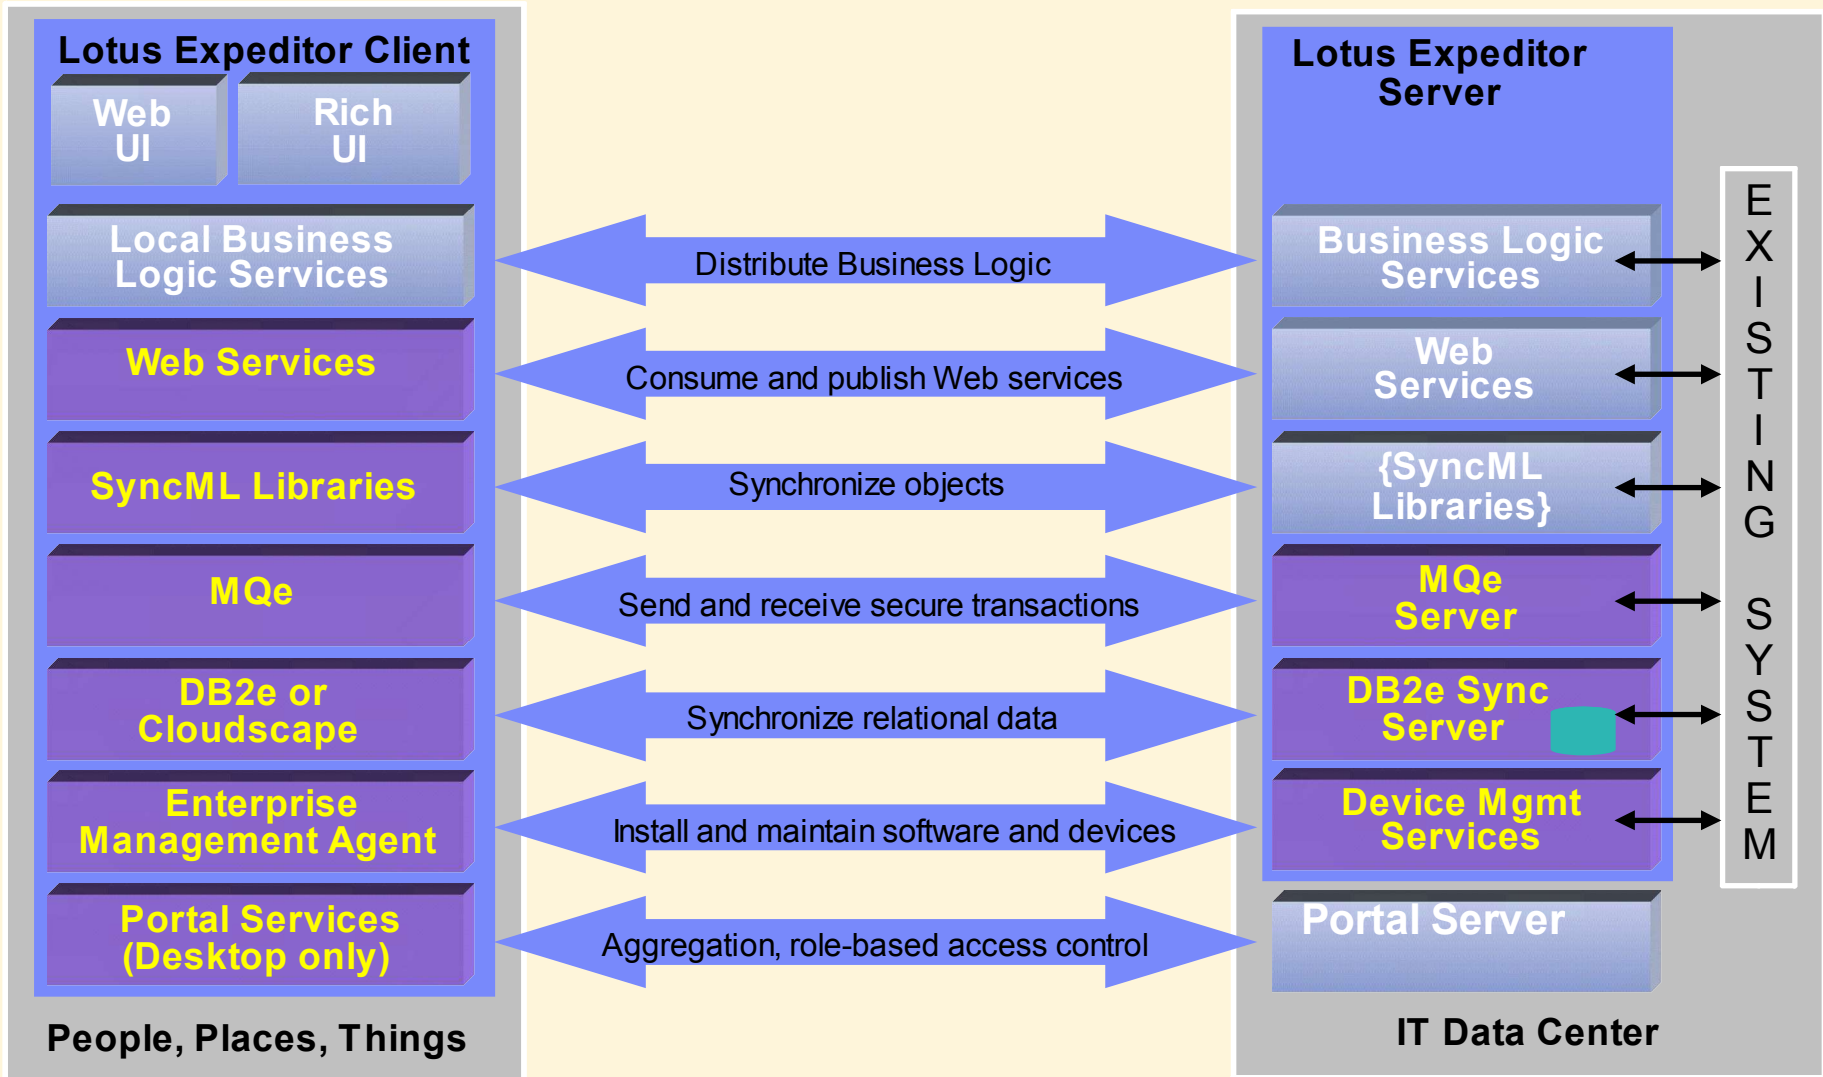 Lotus Expeditor Client
Web
UI
Rich
UI
Local Business
Logic Services
Web Services
SyncML Libraries
MQe
DB2e or
Cloudscape
Enterprise
Management Agent
Portal Services
(Desktop only)
People, Places, Things
Distribute Business Logic
Consume and publish Web services
Synchronize objects
Send and receive secure transactions
Synchronize relational data
Install and maintain software and devices
Aggregation, role-based access control
Lotus Expeditor
Server
Business Logic
Services
Web
Services
{SyncML
Libraries}
MQe
Server
DB2e Sync
Server
Device Mgmt
Services
Portal Server
IT Data Center
EXISTING SYSTEM